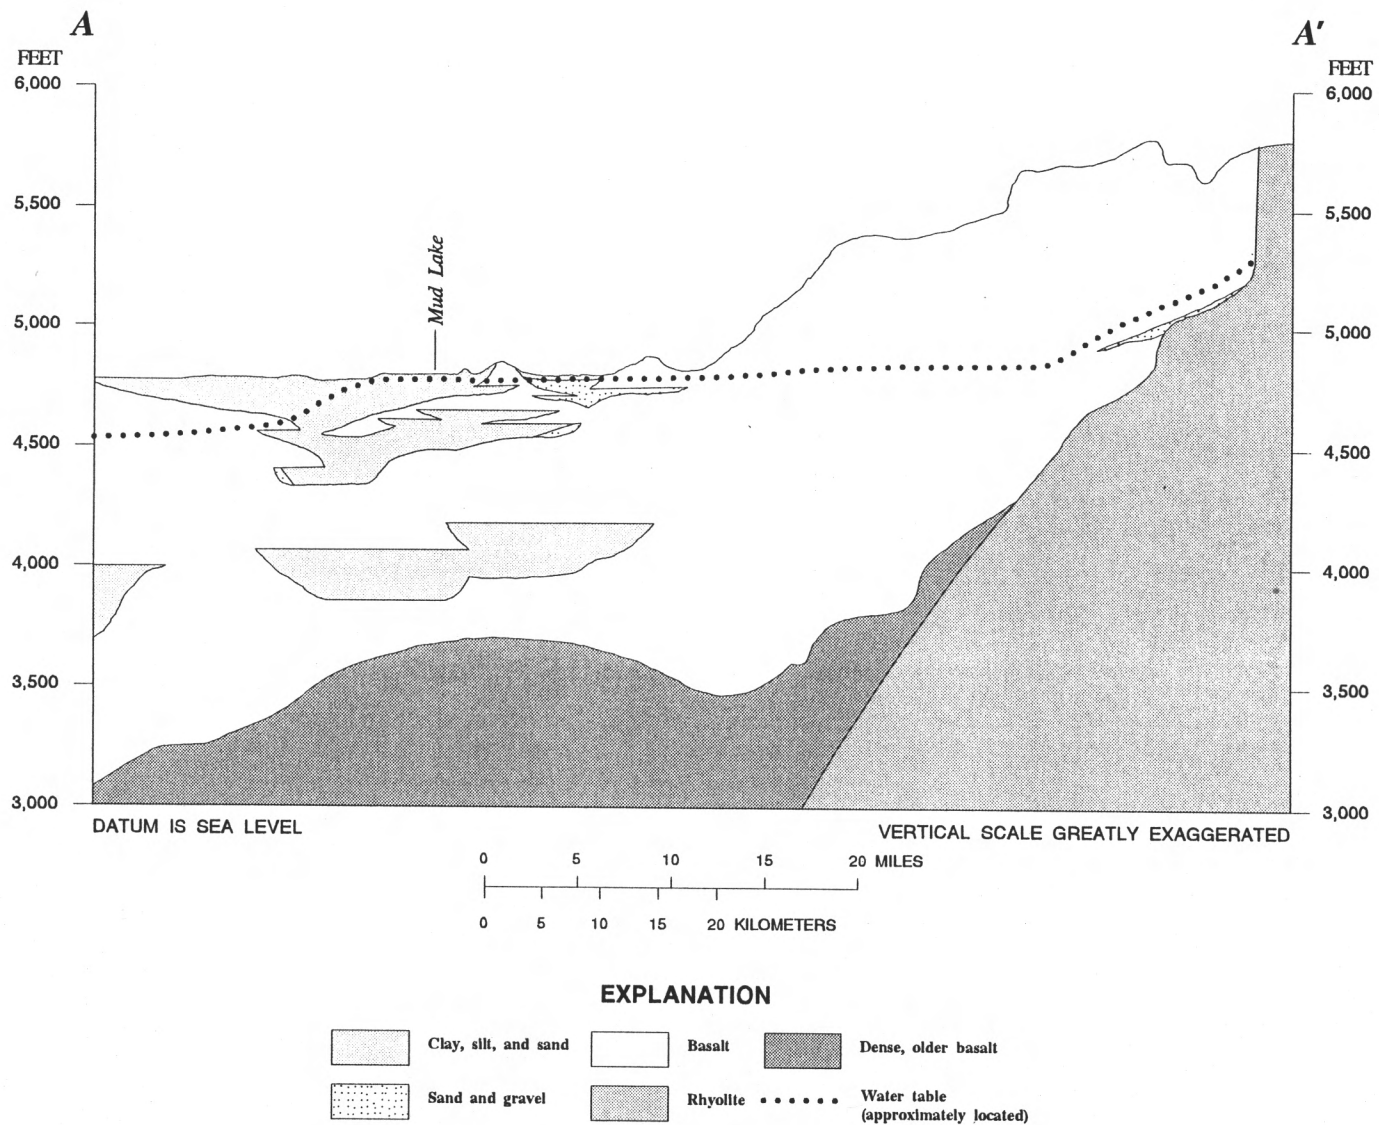 A
A'
FEET
FEET
6,000
6,000
5,500
5,500
Mud Lake
5,000
5,000
4,500
4,500
4,000
4,000
3,500
3,500
3,000
3,000
DATUM IS SEA LEVEL
VERTICAL SCALE GREATLY EXAGGERATED
0 5 10 15 20 MILES
0 5 10 15 20 KILOMETERS
EXPLANATION
Clay, silt, and sand
Basalt
Dense, older basalt
Sand and gravel
Rhyolite
Water table
(approximately located)